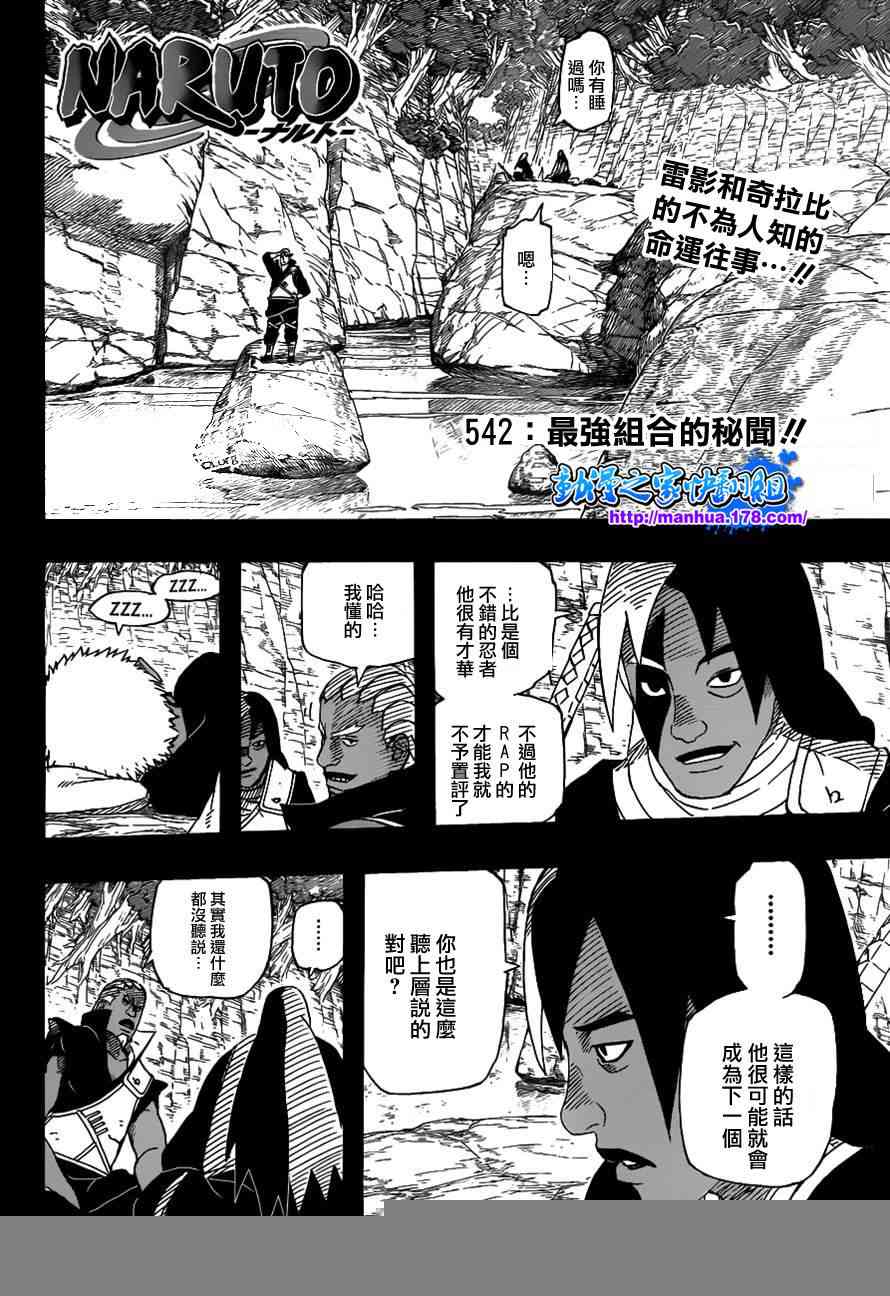 NARUTO
ーナルトー
你有睡
過嗎…
嗯…
雷影和奇拉比
的不為人知的
命運往事…!!
542：最強組合的秘聞!!
動漫之家漢化組
http://manhua.178.com/
…比是個
不錯的忍者
他很有才華
不過他的
RAP的
才能我就
不予置評了
哈哈…
我懂的
ZZZ…
ZZZ…
………
這樣的話
他很可能就會
成為下一個
你也是這麼
聽上層説的
對吧？
……
其實我還什麼
都沒聽説…